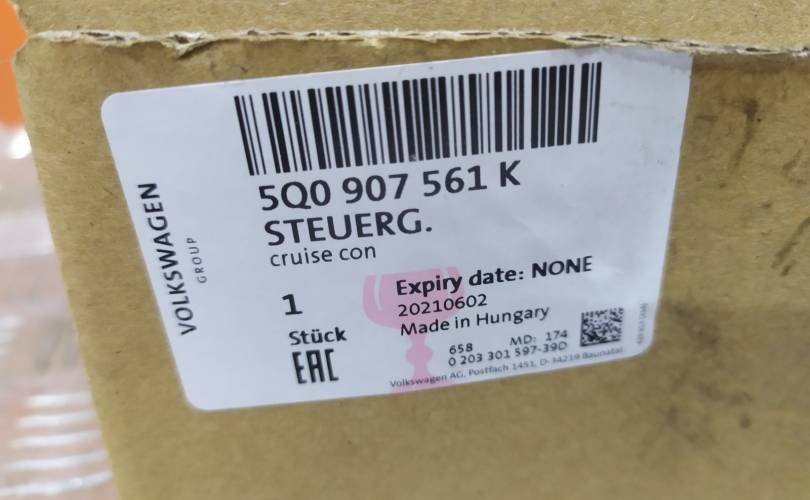 VOLKSWAGEN
GROUP
5Q0 907 561 K
STEUERG.
cruise con
1
Stück
EAC
Expiry date: NONE
20210602
Made in Hungary
658 MD: 174
0 203 301 597-39D
Volkswagen AG, Postfach 1451, D-34219 Baunatal